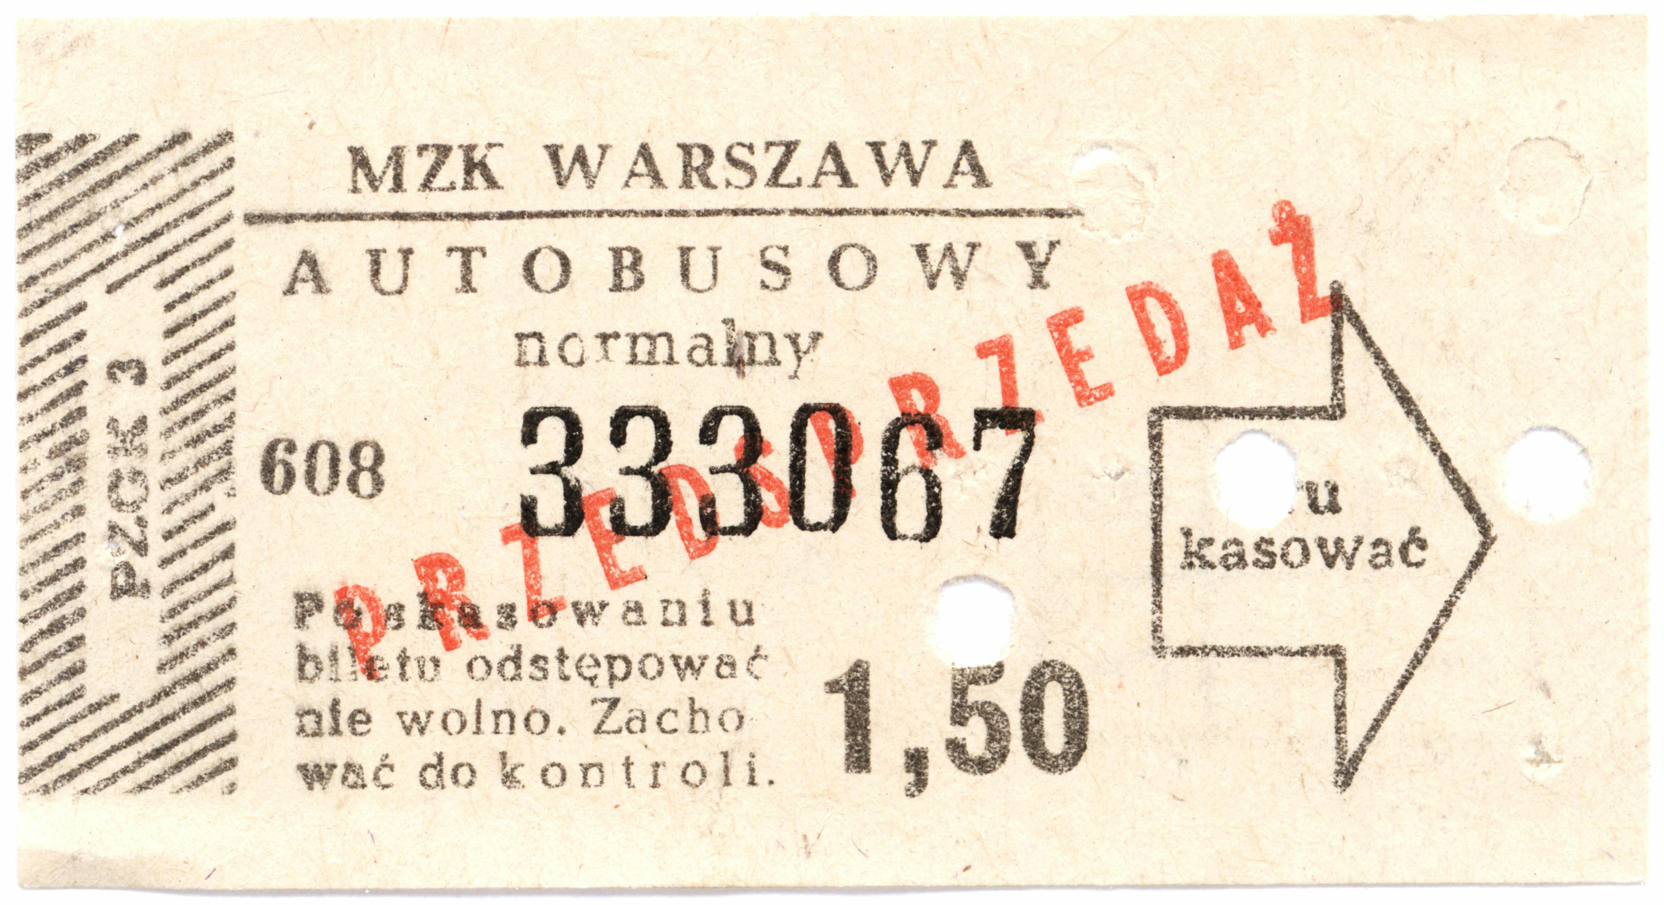 MZK WARSZAWA
AUTOBUSOWY
normalny
608 333067
PRZEDSPRZEDAŻ
Po skasowaniu
biletu odstępować
nie wolno. Zacho
wać do kontroli.
1,50
kasować
PZGK 3